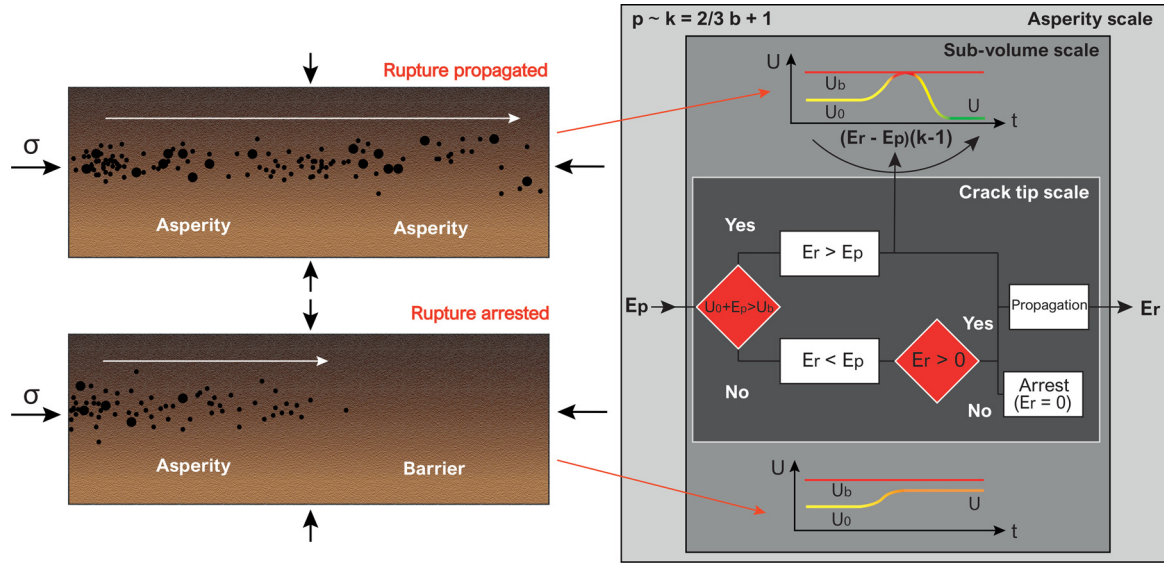 Rupture propagated
σ
Asperity
Asperity
Rupture arrested
σ
Asperity
Barrier
p ~ k = 2/3 b + 1
Asperity scale
Sub-volume scale
U
Ub
U0
U
t
(Er - Ep)(k-1)
Crack tip scale
Yes
Er > Ep
Ep
U0+Ep>Ub
Propagation
Er
Yes
Er < Ep
Er > 0
No
No
Arrest
(Er = 0)
U
Ub
U0
U
t